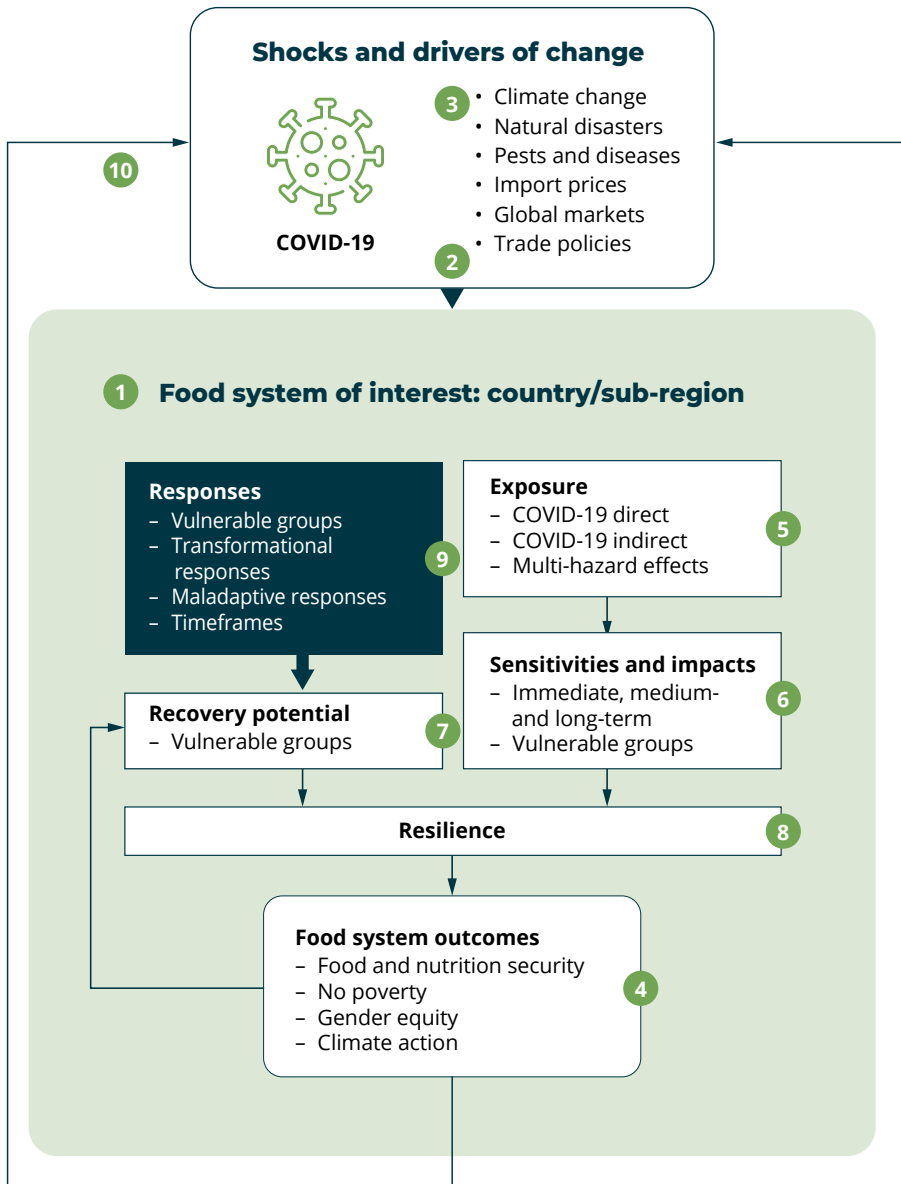 Shocks and drivers of change
3
• Climate change
• Natural disasters
• Pests and diseases
• Import prices
• Global markets
• Trade policies
COVID-19
2
10
1
Food system of interest: country/sub-region
Responses
– Vulnerable groups
– Transformational
responses
– Maladaptive responses
– Timeframes
9
Exposure
– COVID-19 direct
– COVID-19 indirect
– Multi-hazard effects
5
Sensitivities and impacts
– Immediate, medium-
and long-term
– Vulnerable groups
6
Recovery potential
– Vulnerable groups
7
Resilience
8
Food system outcomes
– Food and nutrition security
– No poverty
– Gender equity
– Climate action
4